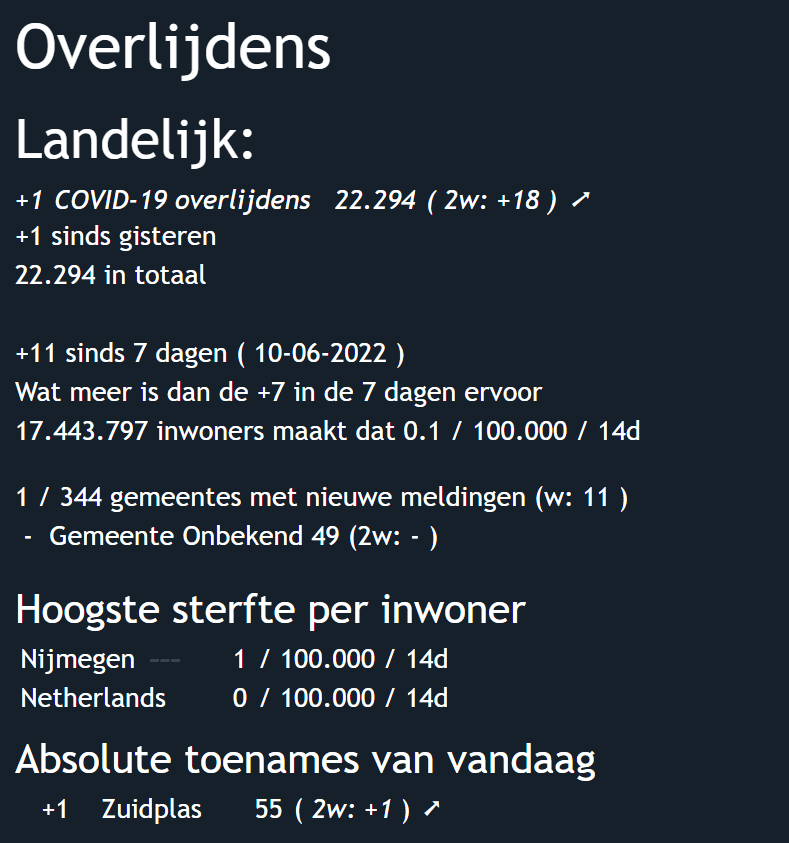 Overlijdens
Landelijk:
+1 COVID-19 overlijdens 22.294 ( 2w: +18 ) ➚
+1 sinds gisteren
22.294 in totaal
+11 sinds 7 dagen ( 10-06-2022 )
Wat meer is dan de +7 in de 7 dagen ervoor
17.443.797 inwoners maakt dat 0.1 / 100.000 / 14d
1 / 344 gemeentes met nieuwe meldingen (w: 11 )
- Gemeente Onbekend 49 (2w: - )
Hoogste sterfte per inwoner
Nijmegen --- 1 / 100.000 / 14d
Netherlands 0 / 100.000 / 14d
Absolute toenames van vandaag
+1 Zuidplas 55 ( 2w: +1 ) ➚